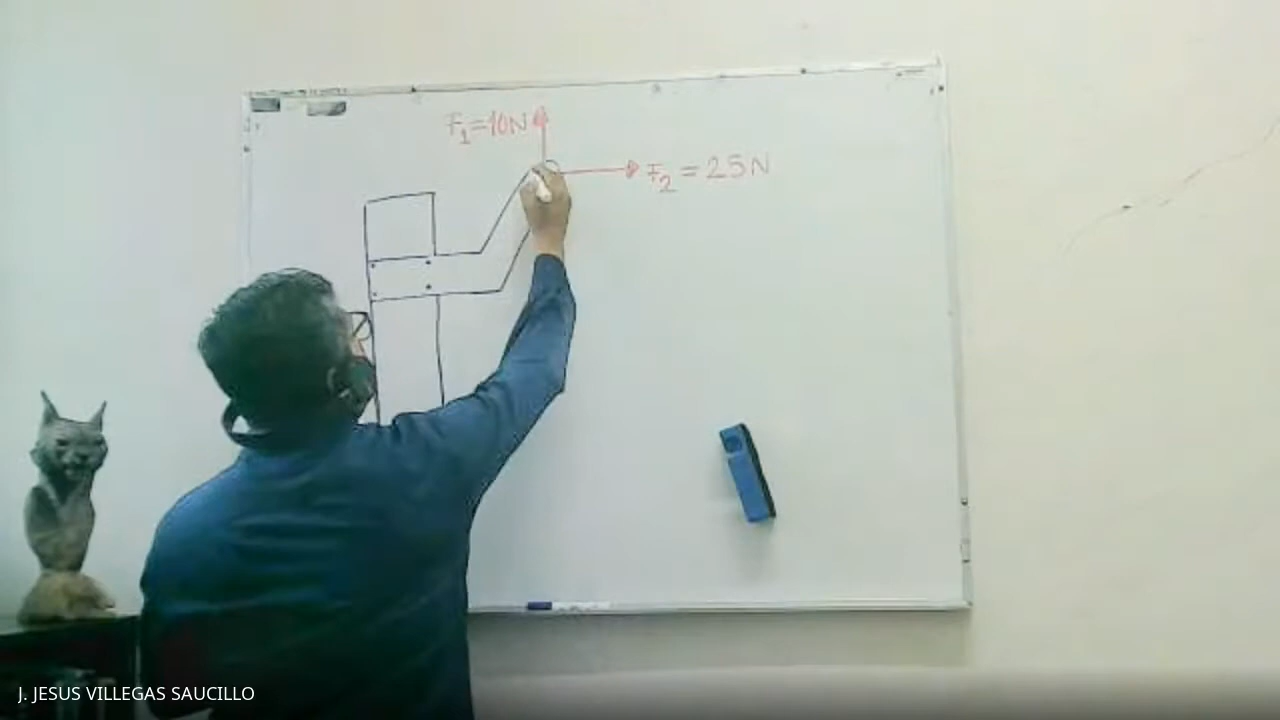 F₁=10N
F₂ = 25N
J. JESUS VILLEGAS SAUCILLO